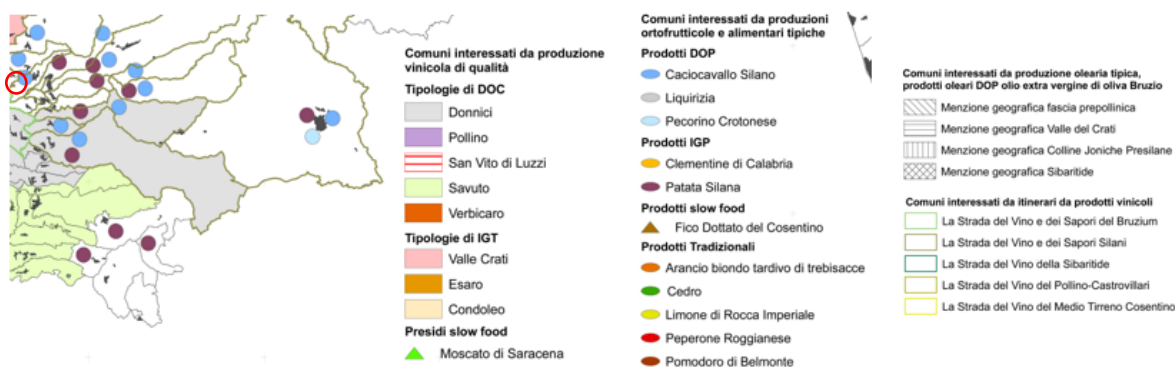 Comuni interessati da produzione
vinicola di qualità
Tipologie di DOC
Donnici
Pollino
San Vito di Luzzi
Savuto
Verbicaro
Tipologie di IGT
Valle Crati
Esaro
Condoleo
Presidi slow food
Moscato di Saracena
Comuni interessati da produzioni
ortofrutticole e alimentari tipiche
Prodotti DOP
Caciocavallo Silano
Liquirizia
Pecorino Crotonese
Prodotti IGP
Clementine di Calabria
Patata Silana
Prodotti slow food
Fico Dottato del Cosentino
Prodotti Tradizionali
Arancio biondo tardivo di trebisacce
Cedro
Limone di Rocca Imperiale
Peperone Roggianese
Pomodoro di Belmonte
Comuni interessati da produzione olearia tipica,
prodotti oleari DOP olio extra vergine di oliva Bruzio
Menzione geografica fascia prepollinica
Menzione geografica Valle del Crati
Menzione geografica Colline Joniche Presilane
Menzione geografica Sibaritide
Comuni interessati da itinerari da prodotti vinicoli
La Strada del Vino e dei Sapori del Bruzium
La Strada del Vino e dei Sapori Silani
La Strada del Vino della Sibaritide
La Strada del Vino del Pollino-Castrovillari
La Strada del Vino del Medio Tirreno Cosentino